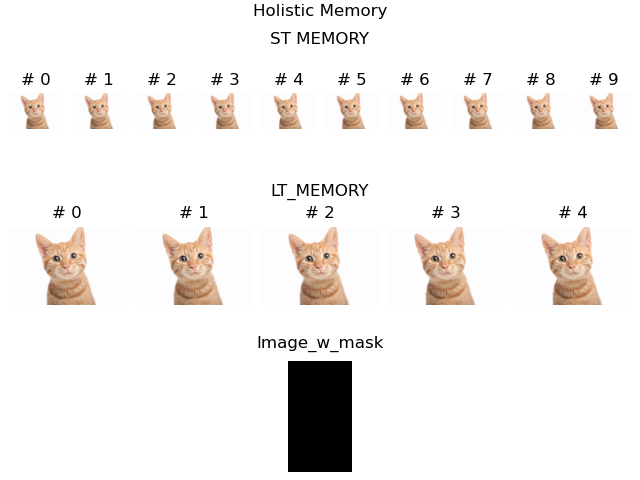 Holistic Memory
ST MEMORY
# 0 # 1 # 2 # 3 # 4 # 5 # 6 # 7 # 8 # 9
LT_MEMORY
# 0 # 1 # 2 # 3 # 4
Image_w_mask